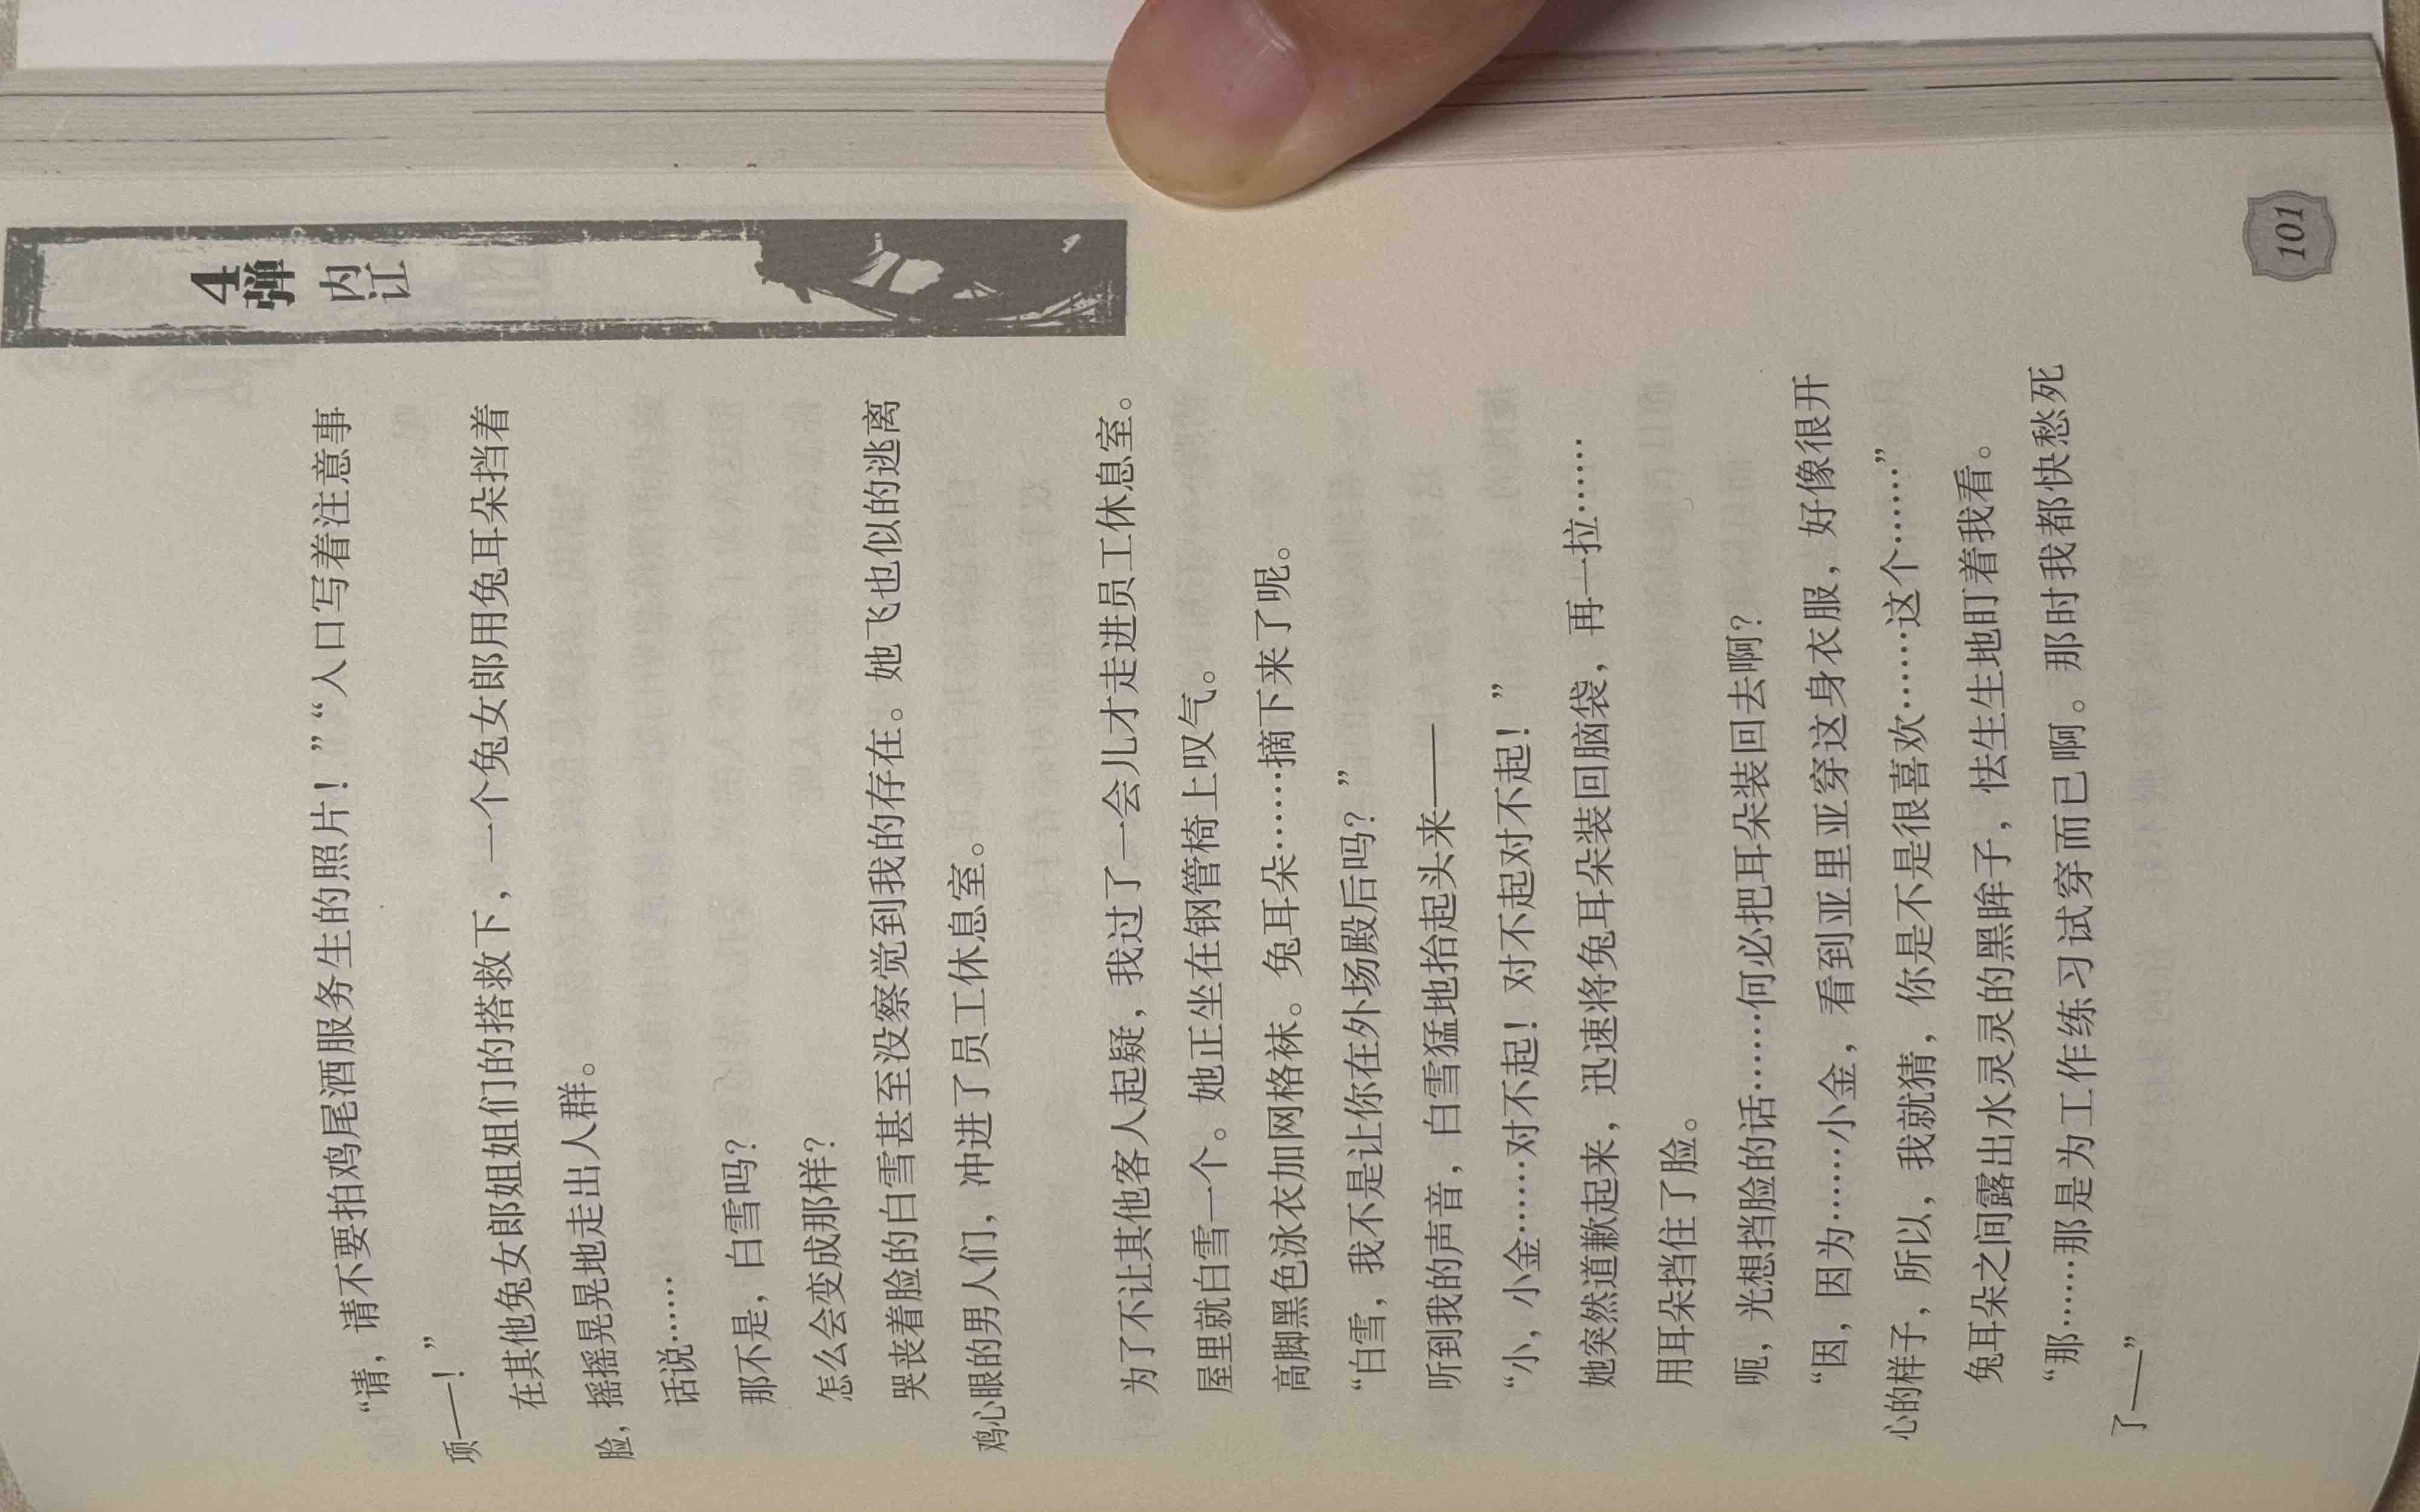 4弹 内讧
“请，请不要拍鸡尾酒服务生的照片！”“入口写着注意事
项——！”
在其他兔女郎姐姐们的搭救下，一个兔女郎用兔耳朵挡着
脸，摇摇晃晃地走出人群。
话说……
那不是，白雪吗？
怎么会变成那样？
哭丧着脸的白雪甚至没察觉到我的存在。她飞也似的逃离
鸡心眼的男人们，冲进了员工休息室。
为了不让其他客人起疑，我过了一会儿才走进员工休息室。
屋里就白雪一个。她正坐在钢管椅上叹气。
高脚黑色泳衣加网格袜。兔耳朵……摘下来了呢。
“白雪，我不是让你在外场殿后吗？”
听到我的声音，白雪猛地抬起头来——
“小，小金……对不起！对不起对不起！”
她突然道歉起来，迅速将兔耳朵装回脑袋，再一拉……
用耳朵挡住了脸。
呃，光想挡脸的话……何必把耳朵装回去啊？
“因，因为……小金，看到亚里亚穿这身衣服，好像很开
心的样子，所以，我就猜，你是不是很喜欢……这个……”
兔耳朵之间露出水灵灵的黑眸子，怯生生地盯着我看。
“那……那是为工作练习试穿而已啊。那时我都快愁死
了——”
101